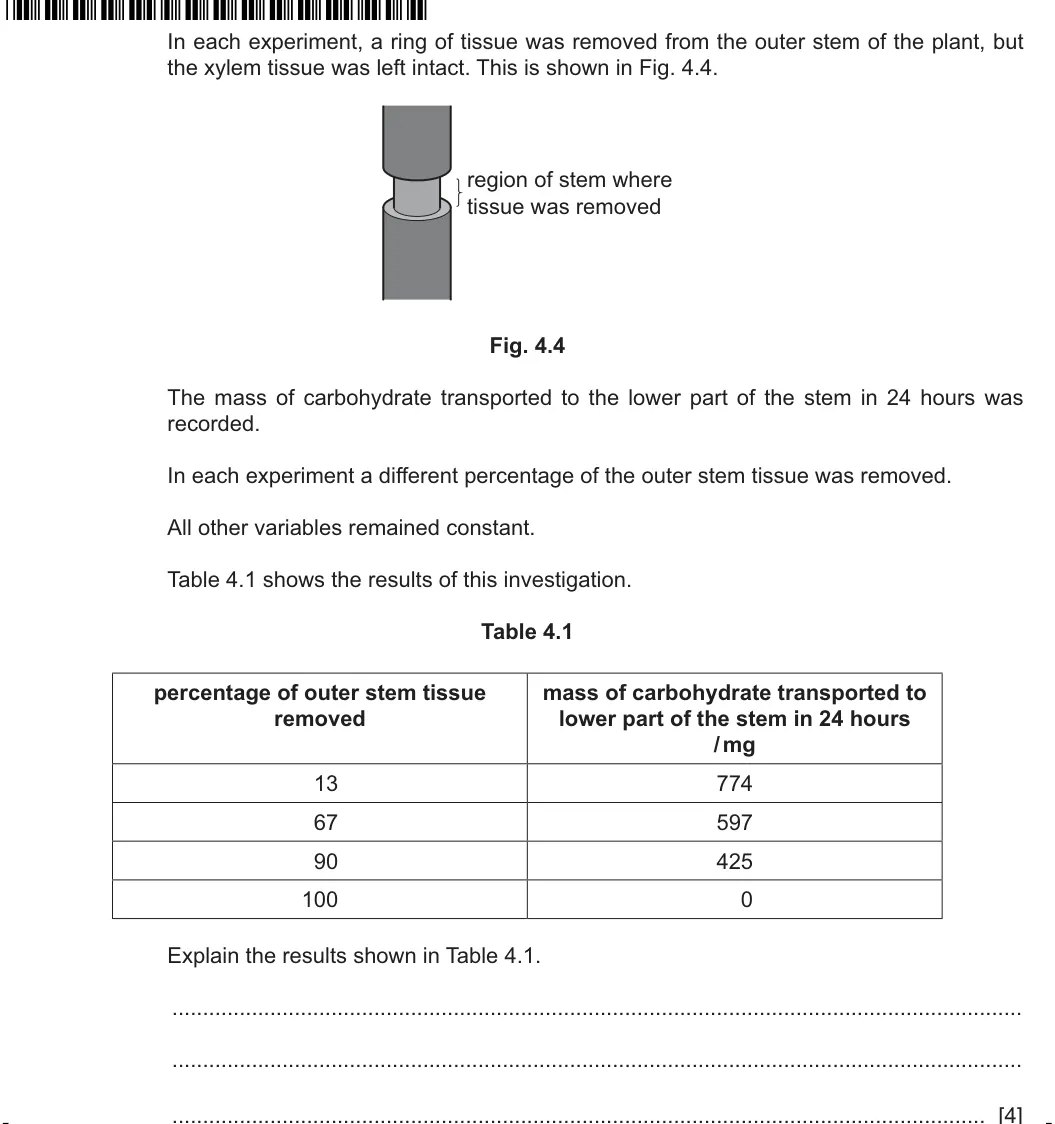 In each experiment, a ring of tissue was removed from the outer stem of the plant, but
the xylem tissue was left intact. This is shown in Fig. 4.4.
region of stem where
tissue was removed
Fig. 4.4
The mass of carbohydrate transported to the lower part of the stem in 24 hours was
recorded.
In each experiment a different percentage of the outer stem tissue was removed.
All other variables remained constant.
Table 4.1 shows the results of this investigation.
Table 4.1
percentage of outer stem tissue
removed
mass of carbohydrate transported to
lower part of the stem in 24 hours
/ mg
13 774
67 597
90 425
100 0
Explain the results shown in Table 4.1.
..........................................................................................................................................
..........................................................................................................................................
.................................................................................................................................... [4]